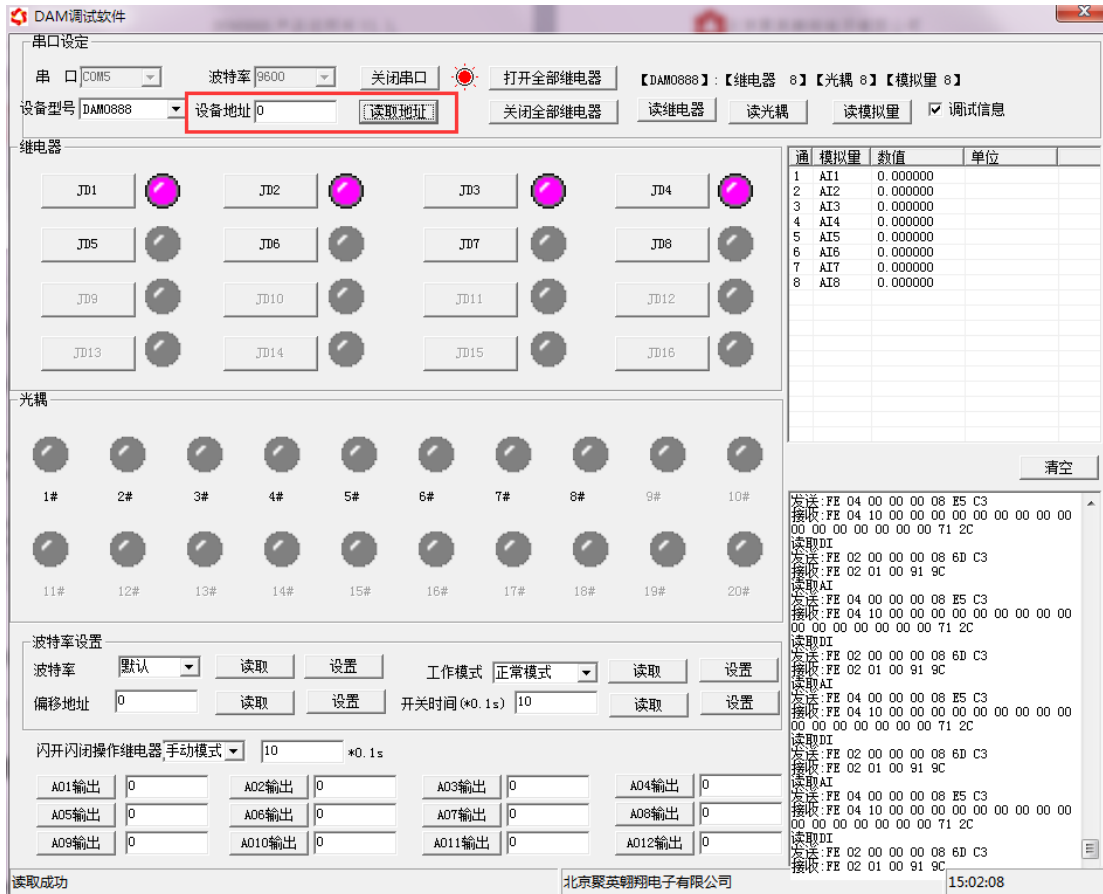 DAM调试软件
串口设定
串 口 COM5 波特率 9600 关闭串口 打开全部继电器 【DAM0888】:【继电器 8】【光耦 8】【模拟量 8】
设备型号 DAM0888 设备地址 0 读取地址 关闭全部继电器 读继电器 读光耦 读模拟量 调试信息
继电器
JD1 JD2 JD3 JD4
JD5 JD6 JD7 JD8
JD9 JD10 JD11 JD12
JD13 JD14 JD15 JD16
通 模拟量 数值 单位
1 AI1 0.000000
2 AI2 0.000000
3 AI3 0.000000
4 AI4 0.000000
5 AI5 0.000000
6 AI6 0.000000
7 AI7 0.000000
8 AI8 0.000000
光耦
1# 2# 3# 4# 5# 6# 7# 8# 9# 10#
11# 12# 13# 14# 15# 16# 17# 18# 19# 20#
清空
发送:FE 04 00 00 00 08 E5 C3
接收:FE 04 10 00 00 00 00 00 00 00 00 00
00 00 00 00 00 00 00 71 2C
读取DI
发送:FE 02 00 00 00 08 6D C3
接收:FE 02 01 00 91 9C
读取AI
发送:FE 04 00 00 00 08 E5 C3
接收:FE 04 10 00 00 00 00 00 00 00 00 00
00 00 00 00 00 00 00 71 2C
读取DI
发送:FE 02 00 00 00 08 6D C3
接收:FE 02 01 00 91 9C
读取AI
发送:FE 04 00 00 00 08 E5 C3
接收:FE 04 10 00 00 00 00 00 00 00 00 00
00 00 00 00 00 00 00 71 2C
读取DI
发送:FE 02 00 00 00 08 6D C3
接收:FE 02 01 00 91 9C
读取AI
发送:FE 04 00 00 00 08 E5 C3
接收:FE 04 10 00 00 00 00 00 00 00 00 00
00 00 00 00 00 00 00 71 2C
读取DI
发送:FE 02 00 00 00 08 6D C3
接收:FE 02 01 00 91 9C
波特率设置
波特率 默认 读取 设置 工作模式 正常模式 读取 设置
偏移地址 0 读取 设置 开关时间(*0.1s) 10 读取 设置
闪开闪闭操作继电器 手动模式 10 *0.1s
AO1输出 0 AO2输出 0 AO3输出 0 AO4输出 0
AO5输出 0 AO6输出 0 AO7输出 0 AO8输出 0
AO9输出 0 AO10输出 0 AO11输出 0 AO12输出 0
读取成功 北京聚英翱翔电子有限公司 15:02:08